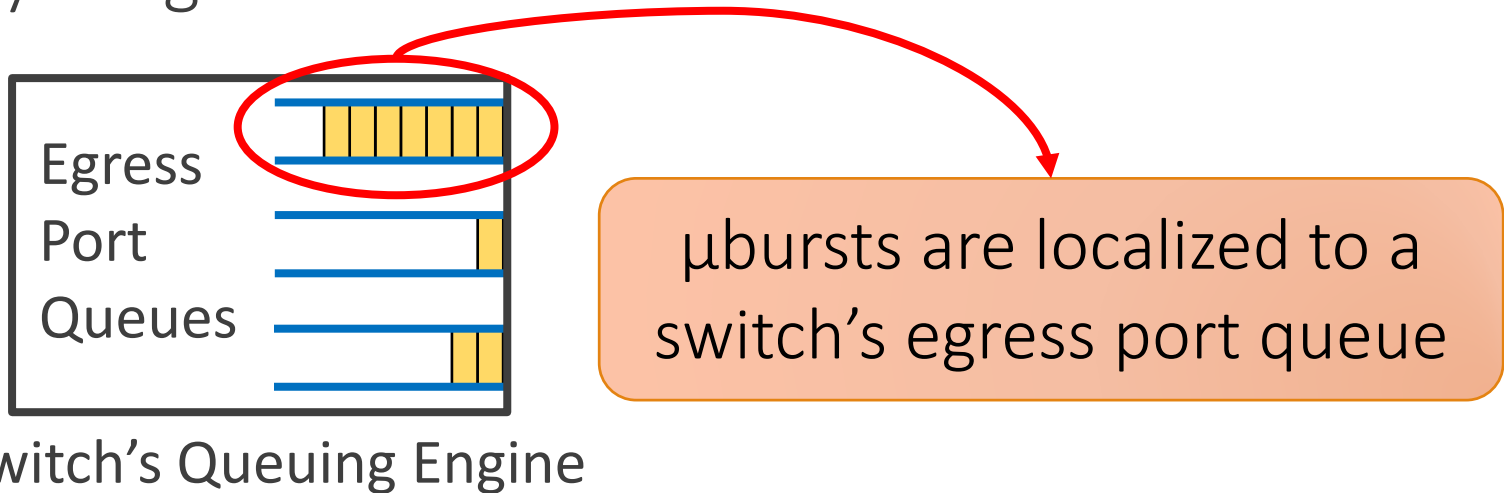 Egress
Port
Queues
μbursts are localized to a
switch's egress port queue
witch's Queuing Engine